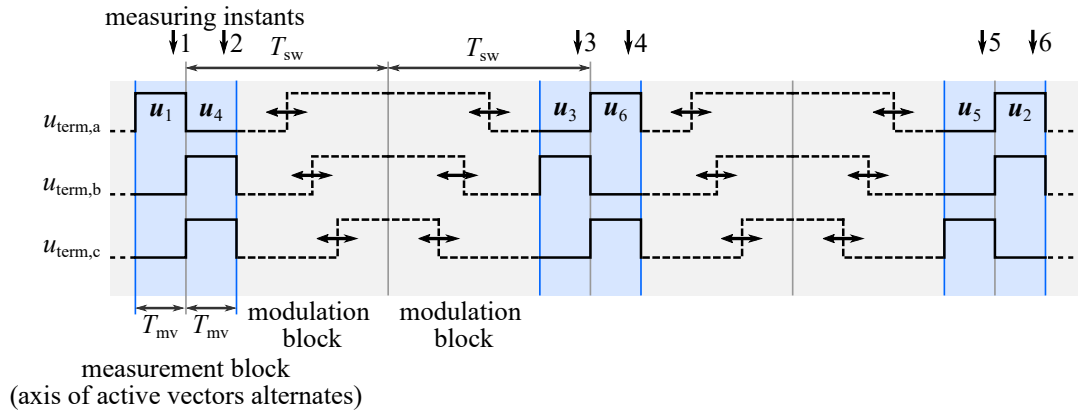 measuring instants
1 2 3 4 5 6
T_sw T_sw
u_term,a u_1 u_4 u_3 u_6 u_5 u_2
u_term,b
u_term,c
T_mv T_mv
modulation block
modulation block
measurement block
(axis of active vectors alternates)